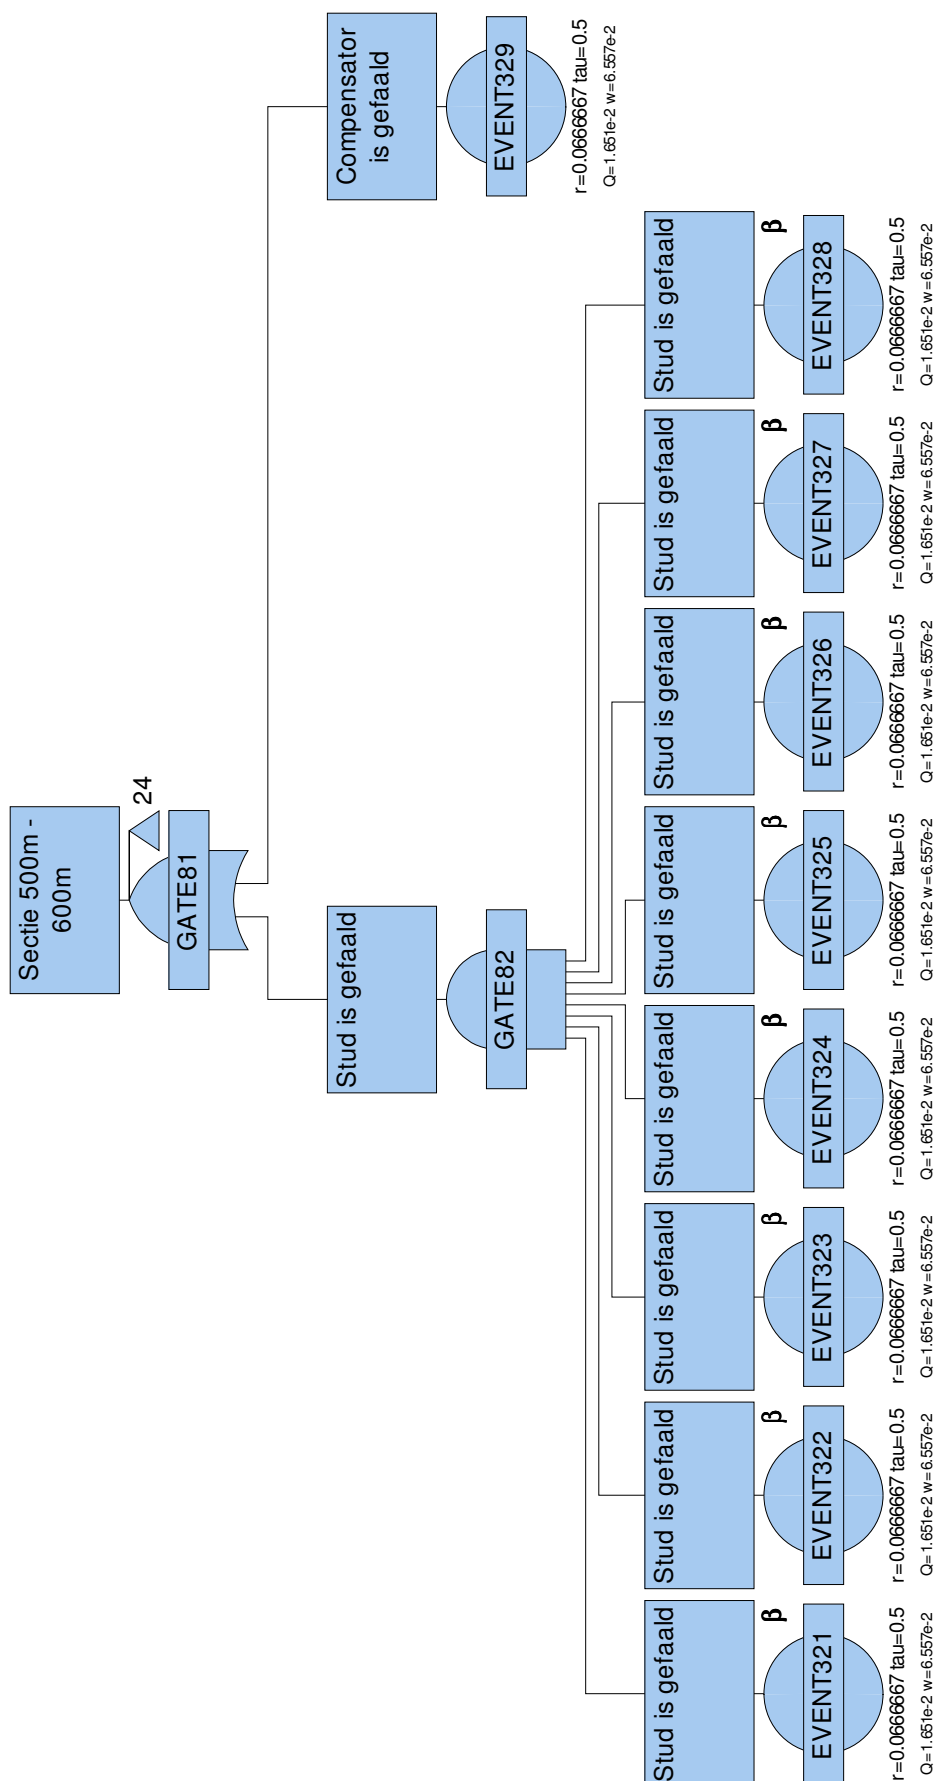 Sectie 500m -
600m
24
GATE81
Stud is gefaald
GATE82
Compensator
is gefaald
EVENT329
r=0.0666667 tau=0.5
Q=1.651e-2 w=6.557e-2
Stud is gefaald
β
EVENT321
r=0.0666667 tau=0.5
Q=1.651e-2 w=6.557e-2
Stud is gefaald
β
EVENT322
r=0.0666667 tau=0.5
Q=1.651e-2 w=6.557e-2
Stud is gefaald
β
EVENT323
r=0.0666667 tau=0.5
Q=1.651e-2 w=6.557e-2
Stud is gefaald
β
EVENT324
r=0.0666667 tau=0.5
Q=1.651e-2 w=6.557e-2
Stud is gefaald
β
EVENT325
r=0.0666667 tau=0.5
Q=1.651e-2 w=6.557e-2
Stud is gefaald
β
EVENT326
r=0.0666667 tau=0.5
Q=1.651e-2 w=6.557e-2
Stud is gefaald
β
EVENT327
r=0.0666667 tau=0.5
Q=1.651e-2 w=6.557e-2
Stud is gefaald
β
EVENT328
r=0.0666667 tau=0.5
Q=1.651e-2 w=6.557e-2